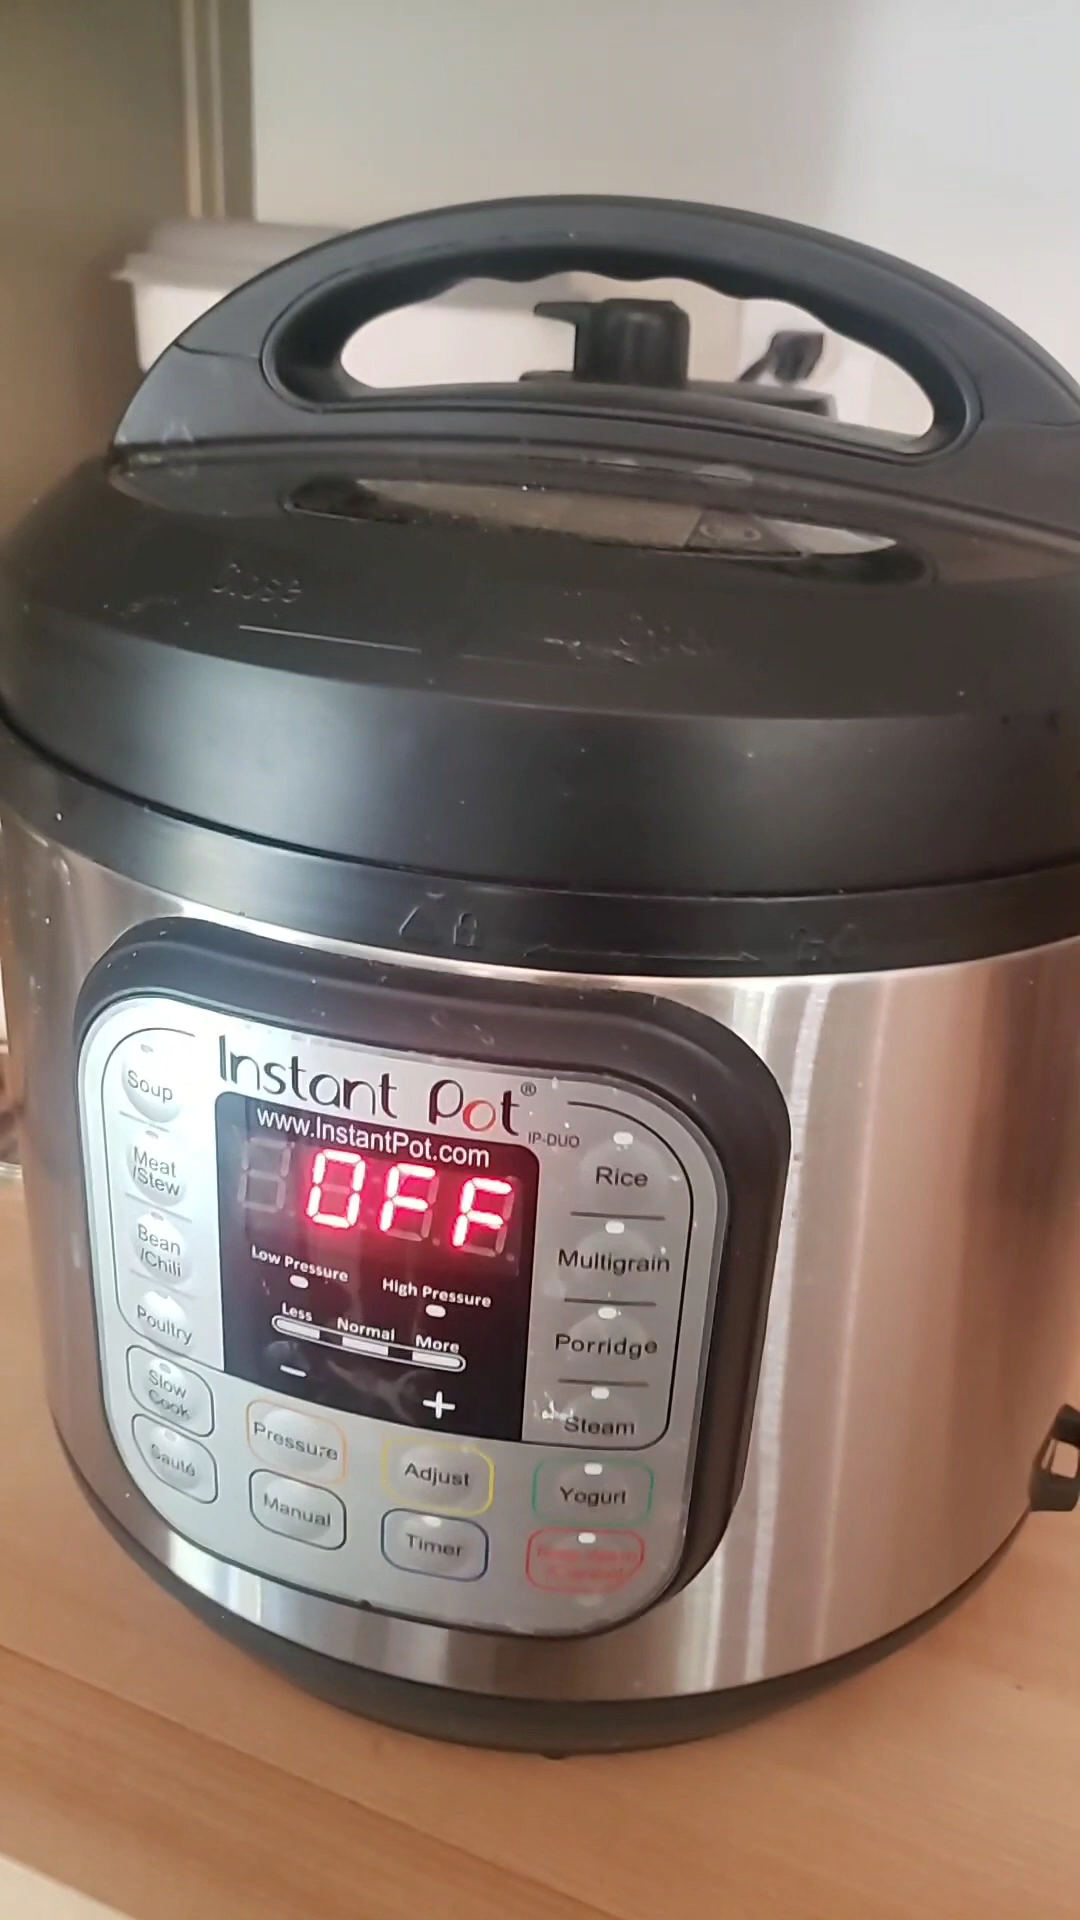 Close
Instant Pot®
IP-DUO
www.InstantPot.com
OFF
Low Pressure
High Pressure
Less
Normal
More
−
+
Soup
Meat
/Stew
Bean
/Chili
Poultry
Slow
Cook
Sauté
Pressure
Manual
Adjust
Timer
Rice
Multigrain
Porridge
Steam
Yogurt